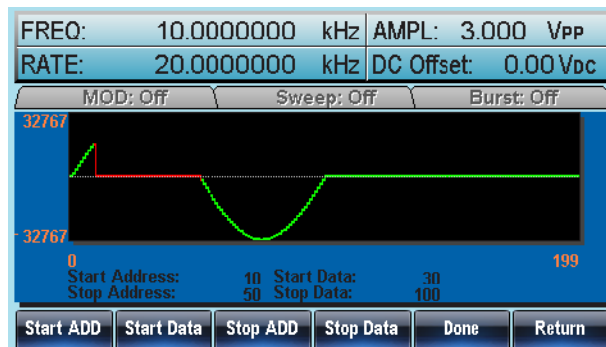 FREQ: 10.0000000 kHz AMPL: 3.000 VPP
RATE: 20.0000000 kHz DC Offset: 0.00 VDC
MOD: Off Sweep: Off Burst: Off
32767
- 32767
0 199
Start Address: 10 Start Data: 30
Stop Address: 50 Stop Data: 100
Start ADD Start Data Stop ADD Stop Data Done Return